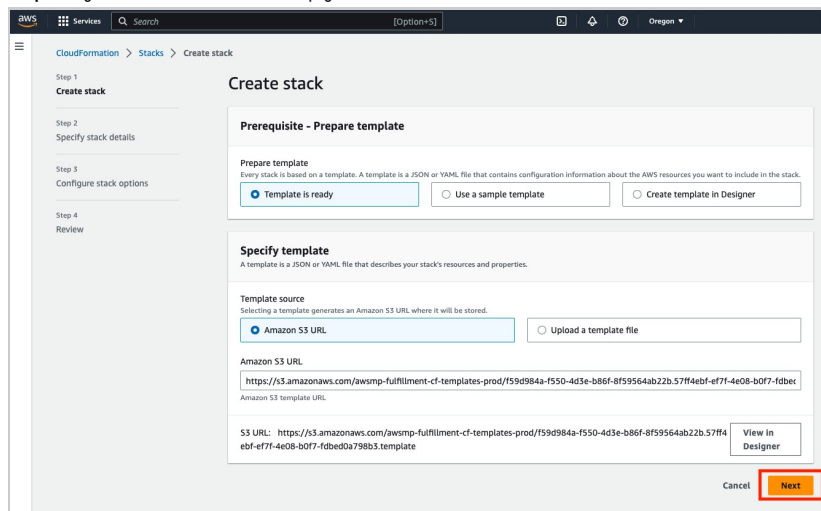 aws
Services
Search
[Option+S]
Oregon
CloudFormation > Stacks > Create stack
Step 1
Create stack
Step 2
Specify stack details
Step 3
Configure stack options
Step 4
Review
Create stack
Prerequisite - Prepare template
Prepare template
Every stack is based on a template. A template is a JSON or YAML file that contains configuration information about the AWS resources you want to include in the stack.
Template is ready
Use a sample template
Create template in Designer
Specify template
A template is a JSON or YAML file that describes your stack's resources and properties.
Template source
Selecting a template generates an Amazon S3 URL where it will be stored.
Amazon S3 URL
Upload a template file
Amazon S3 URL
https://s3.amazonaws.com/awsmp-fulfillment-cf-templates-prod/f59d984a-f550-4d3e-b86f-8f59564ab22b.57ff4ebf-ef7f-4e08-b0f7-fdbec
Amazon S3 template URL
S3 URL: https://s3.amazonaws.com/awsmp-fulfillment-cf-templates-prod/f59d984a-f550-4d3e-b86f-8f59564ab22b.57ff4
ebf-ef7f-4e08-b0f7-fdbed0a798b3.template
View in
Designer
Cancel
Next